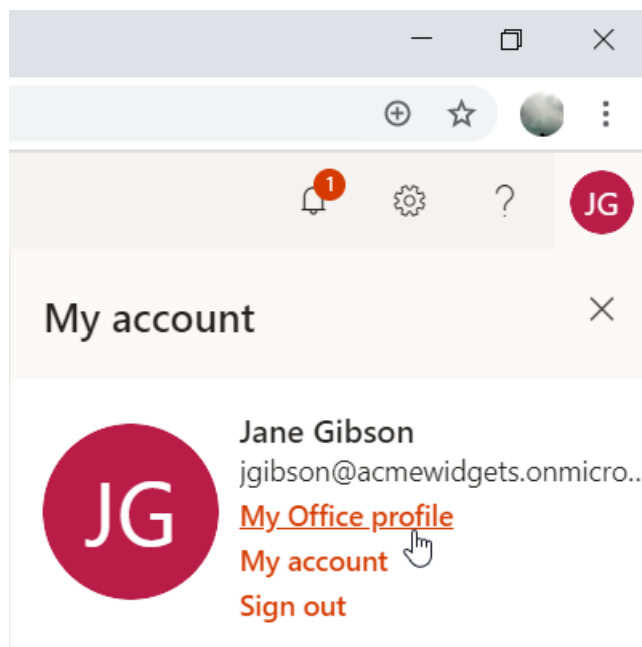 1
JG
My account
JG
Jane Gibson
jgibson@acmewidgets.onmicro...
My Office profile
My account
Sign out